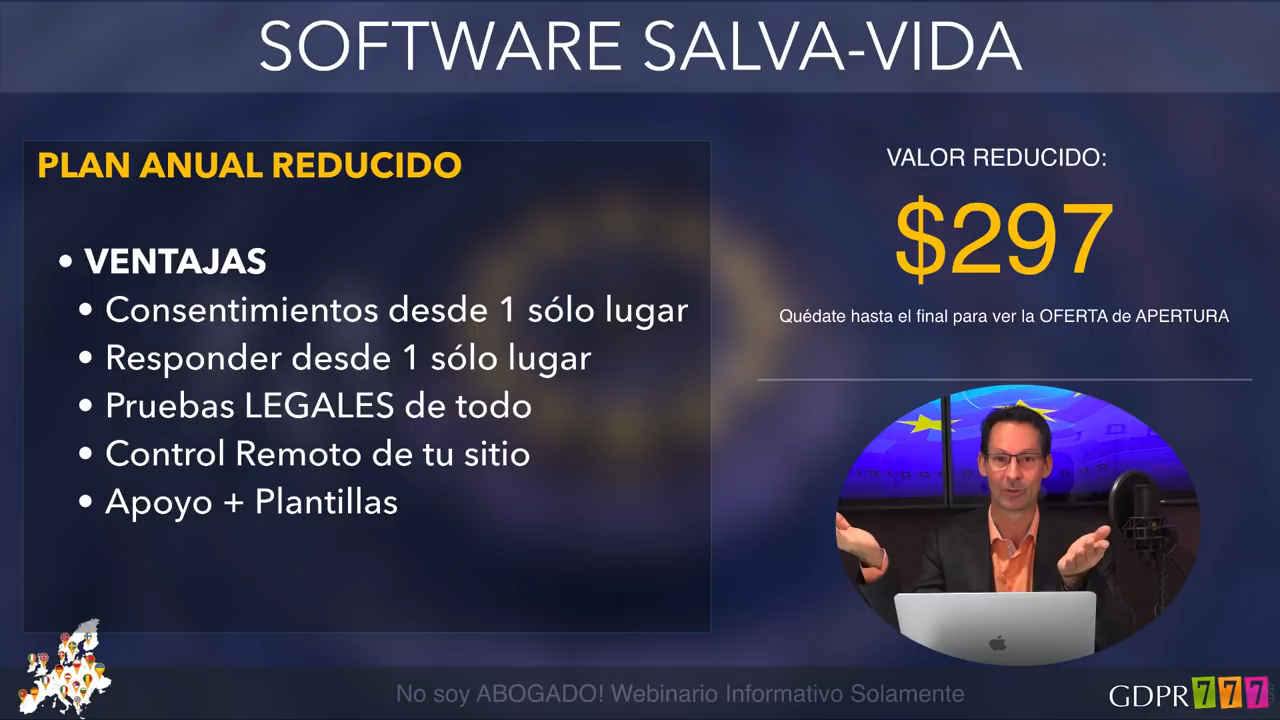 SOFTWARE SALVA-VIDA
PLAN ANUAL REDUCIDO
• VENTAJAS
• Consentimientos desde 1 sólo lugar
• Responder desde 1 sólo lugar
• Pruebas LEGALES de todo
• Control Remoto de tu sitio
• Apoyo + Plantillas
VALOR REDUCIDO:
$297
Quédate hasta el final para ver la OFERTA de APERTURA
No soy ABOGADO! Webinario Informativo Solamente
GDPR777